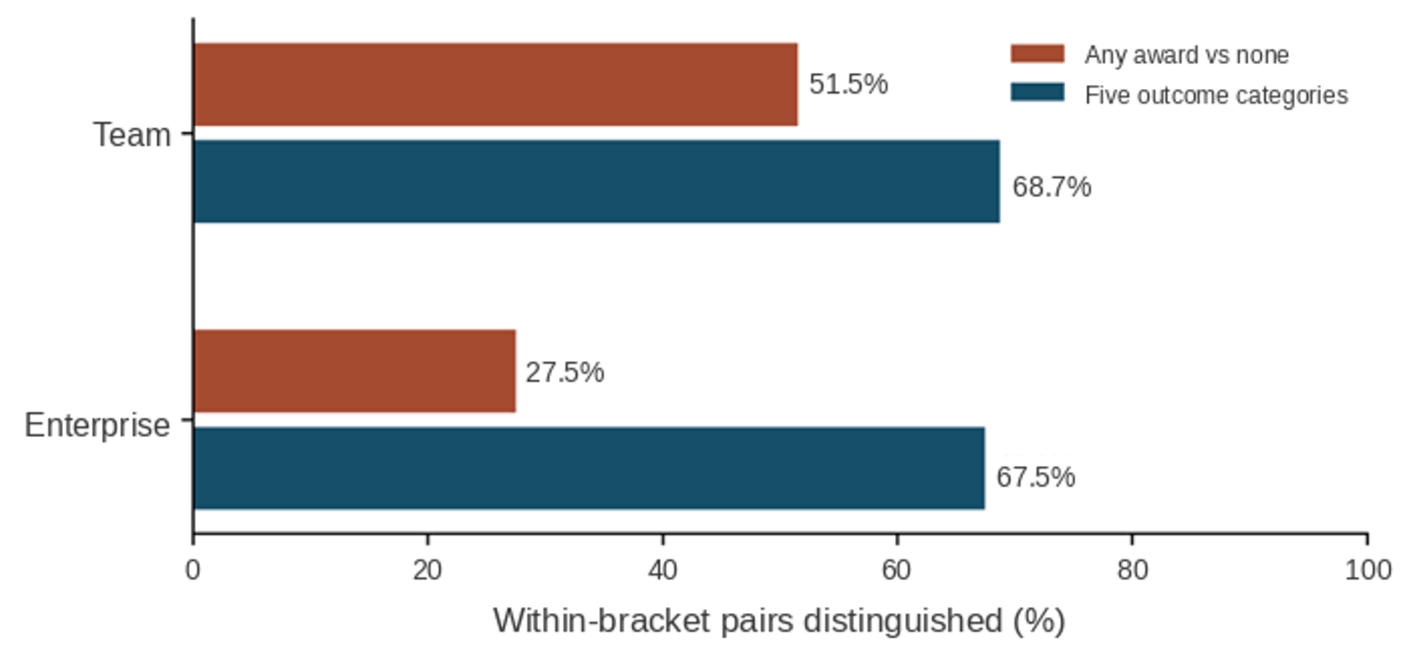 Any award vs none
51.5%
Five outcome categories
Team
68.7%
27.5%
Enterprise
67.5%
0 20 40 60 80 100
Within-bracket pairs distinguished (%)